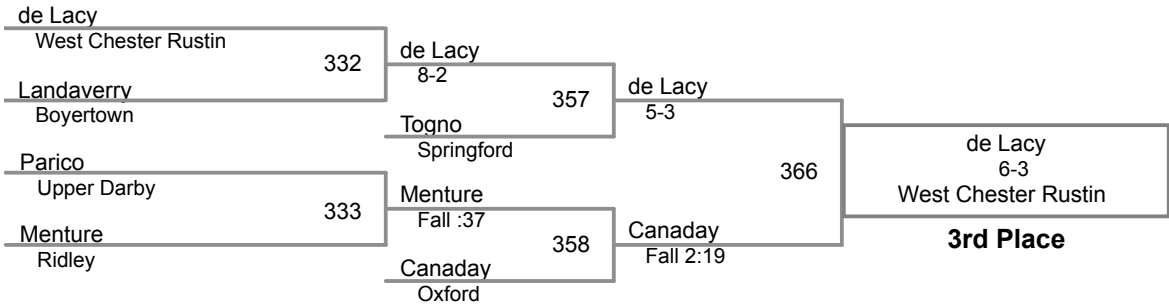 de Lacy
West Chester Rustin
332
Landaverry
Boyertown
Parico
Upper Darby
333
Menture
Ridley
de Lacy
8-2
357
Togno
Springford
Menture
Fall :37
358
Canaday
Oxford
de Lacy
5-3
366
Canaday
Fall 2:19
de Lacy
6-3
West Chester Rustin
3rd Place